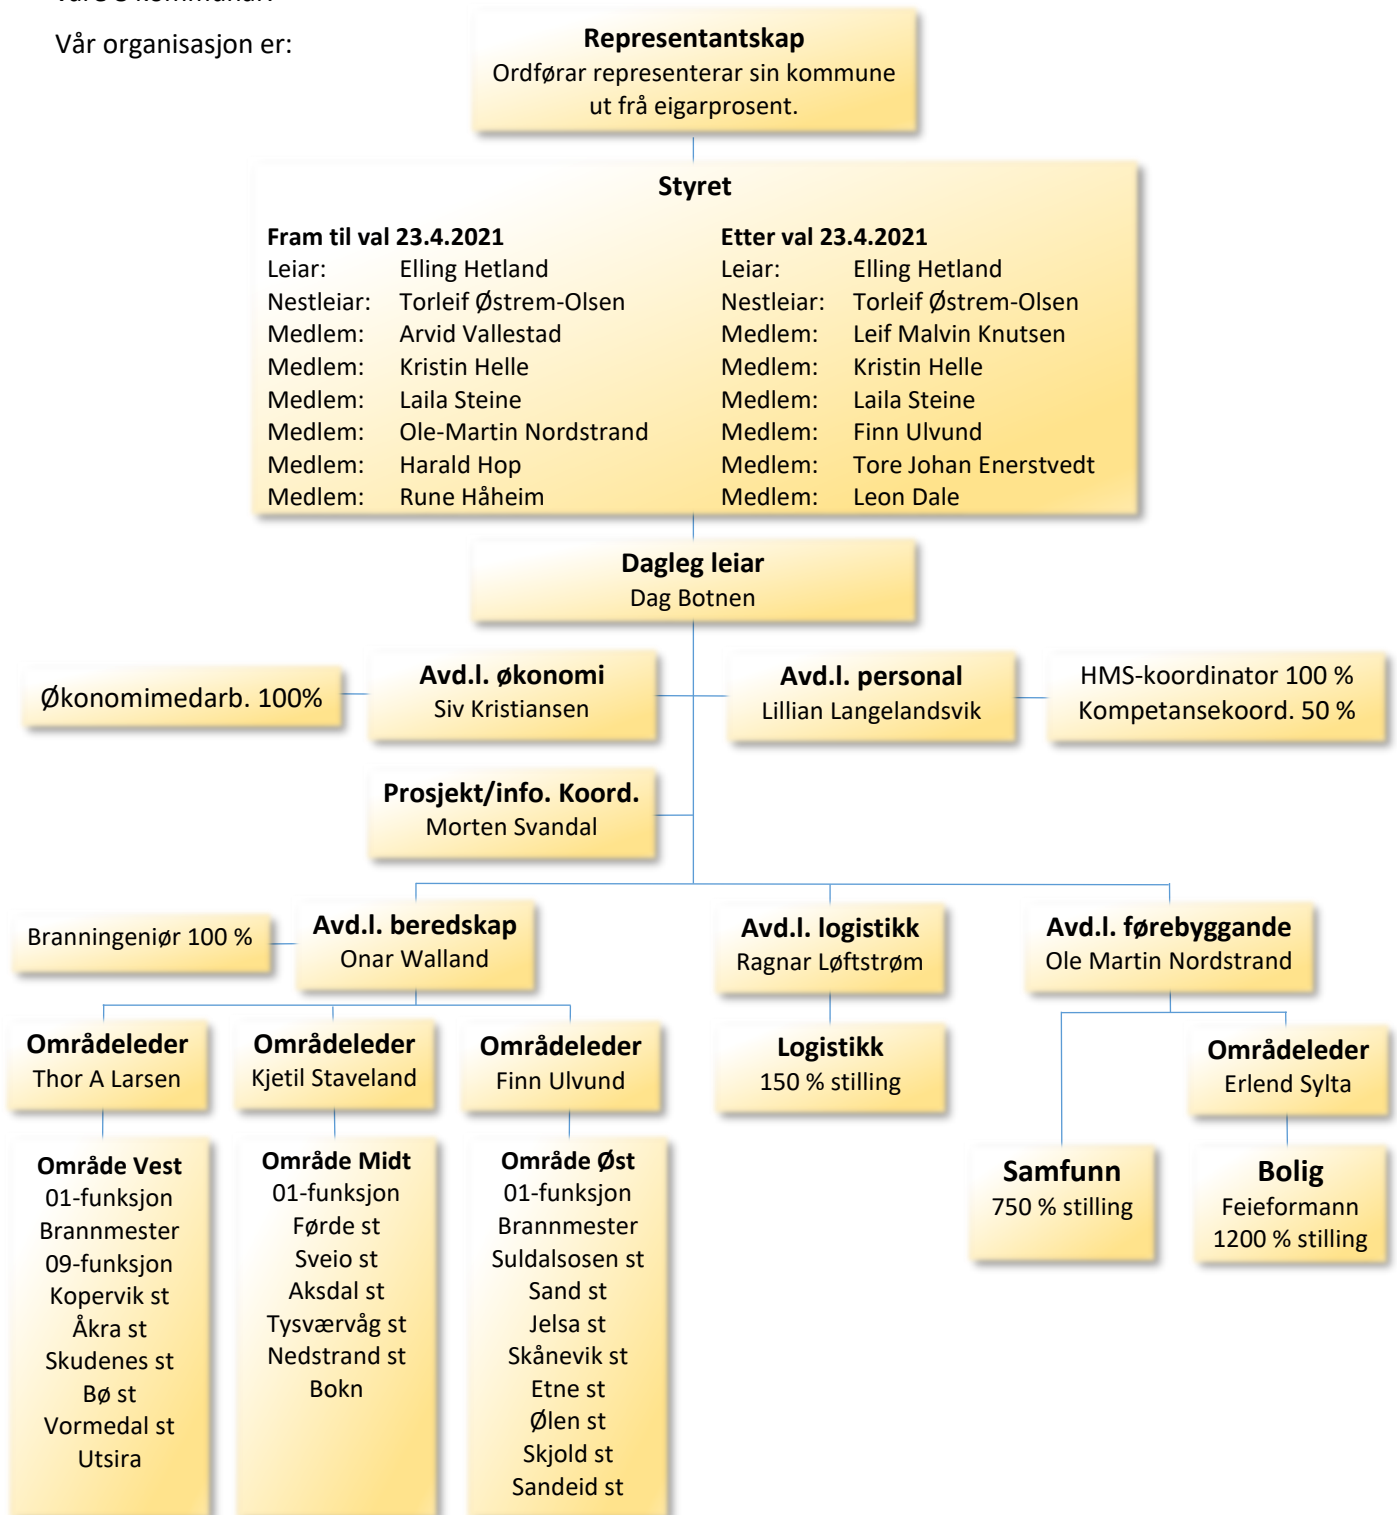 Vår organisasjon er:
Representantskap
Ordførar representerar sin kommune
ut frå eigarprosent.
Styret
Fram til val 23.4.2021
Leiar: Elling Hetland
Nestleiar: Torleif Østrem-Olsen
Medlem: Arvid Vallestad
Medlem: Kristin Helle
Medlem: Laila Steine
Medlem: Ole-Martin Nordstrand
Medlem: Harald Hop
Medlem: Rune Håheim
Etter val 23.4.2021
Leiar: Elling Hetland
Nestleiar: Torleif Østrem-Olsen
Medlem: Leif Malvin Knutsen
Medlem: Kristin Helle
Medlem: Laila Steine
Medlem: Finn Ulvund
Medlem: Tore Johan Enerstvedt
Medlem: Leon Dale
Dagleg leiar
Dag Botnen
Økonomimedarb. 100%
Avd.l. økonomi
Siv Kristiansen
Avd.l. personal
Lillian Langelandsvik
HMS-koordinator 100 %
Kompetansekoord. 50 %
Prosjekt/info. Koord.
Morten Svandal
Branningeniør 100 %
Avd.l. beredskap
Onar Walland
Avd.l. logistikk
Ragnar Løftstrøm
Avd.l. førebyggande
Ole Martin Nordstrand
Områdeleder
Thor A Larsen
Områdeleder
Kjetil Staveland
Områdeleder
Finn Ulvund
Logistikk
150 % stilling
Områdeleder
Erlend Sylta
Område Vest
01-funksjon
Brannmester
09-funksjon
Kopervik st
Åkra st
Skudenes st
Bø st
Vormedal st
Utsira
Område Midt
01-funksjon
Førde st
Sveio st
Aksdal st
Tysværvåg st
Nedstrand st
Bokn
Område Øst
01-funksjon
Brannmester
Suldalsosen st
Sand st
Jelsa st
Skånevik st
Etne st
Ølen st
Skjold st
Sandeid st
Samfunn
750 % stilling
Bolig
Feieformann
1200 % stilling